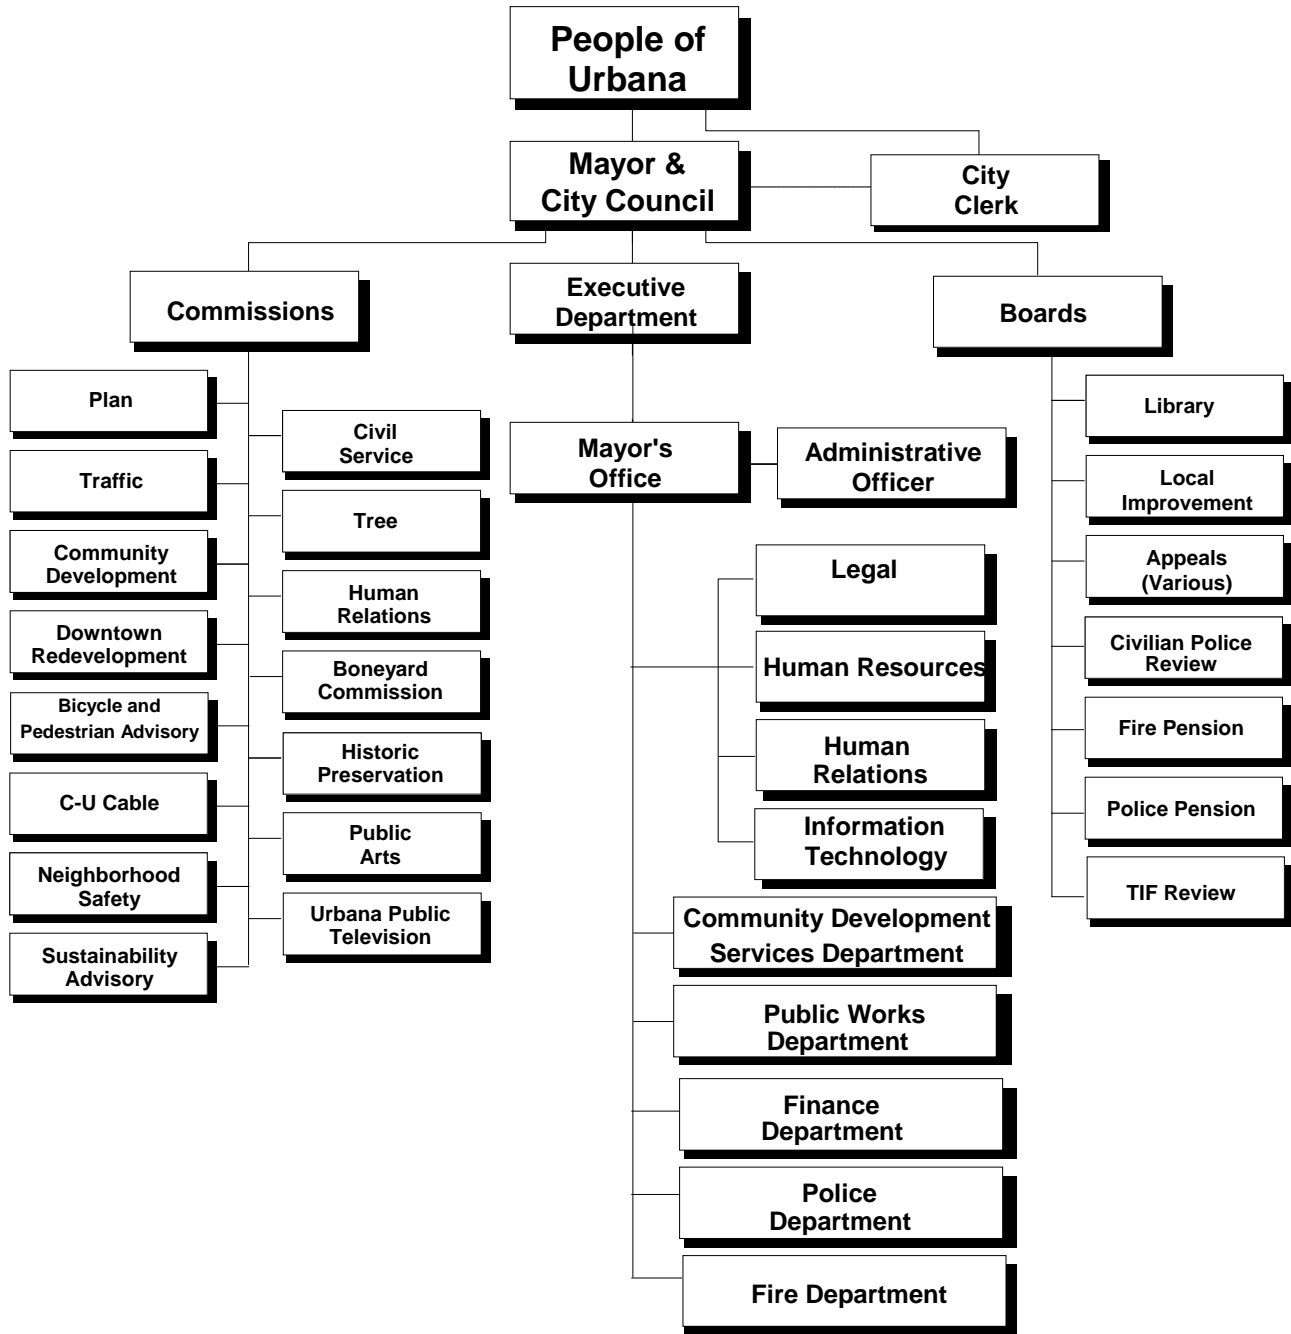 People of
Urbana
Mayor &
City Council
City
Clerk
Commissions
Executive
Department
Boards
Plan
Traffic
Community
Development
Downtown
Redevelopment
Bicycle and
Pedestrian Advisory
C-U Cable
Neighborhood
Safety
Sustainability
Advisory
Civil
Service
Tree
Human
Relations
Boneyard
Commission
Historic
Preservation
Public
Arts
Urbana Public
Television
Mayor's
Office
Administrative
Officer
Legal
Human Resources
Human
Relations
Information
Technology
Community Development
Services Department
Public Works
Department
Finance
Department
Police
Department
Fire Department
Library
Local
Improvement
Appeals
(Various)
Civilian Police
Review
Fire Pension
Police Pension
TIF Review